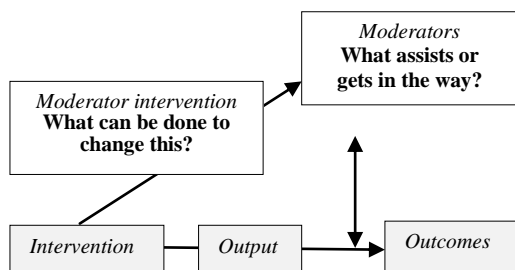 Moderators
What assists or
gets in the way?
Moderator intervention
What can be done to
change this?
Intervention
Output
Outcomes